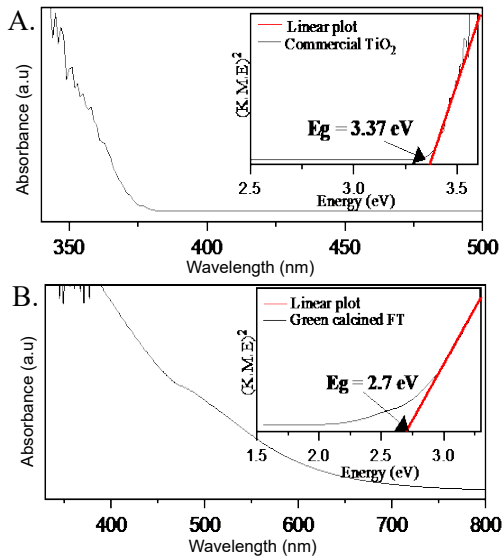 A.
Absorbance (a.u)
(K.M.E)²
Linear plot
Commercial TiO₂
Eg = 3.37 eV
2.5 3.0 3.5
Energy (eV)
350 400 450 500
Wavelength (nm)
B.
Absorbance (a.u)
(K.M.E)²
Linear plot
Green calcined FT
Eg = 2.7 eV
1.5 2.0 2.5 3.0
Energy (eV)
400 500 600 700 800
Wavelength (nm)